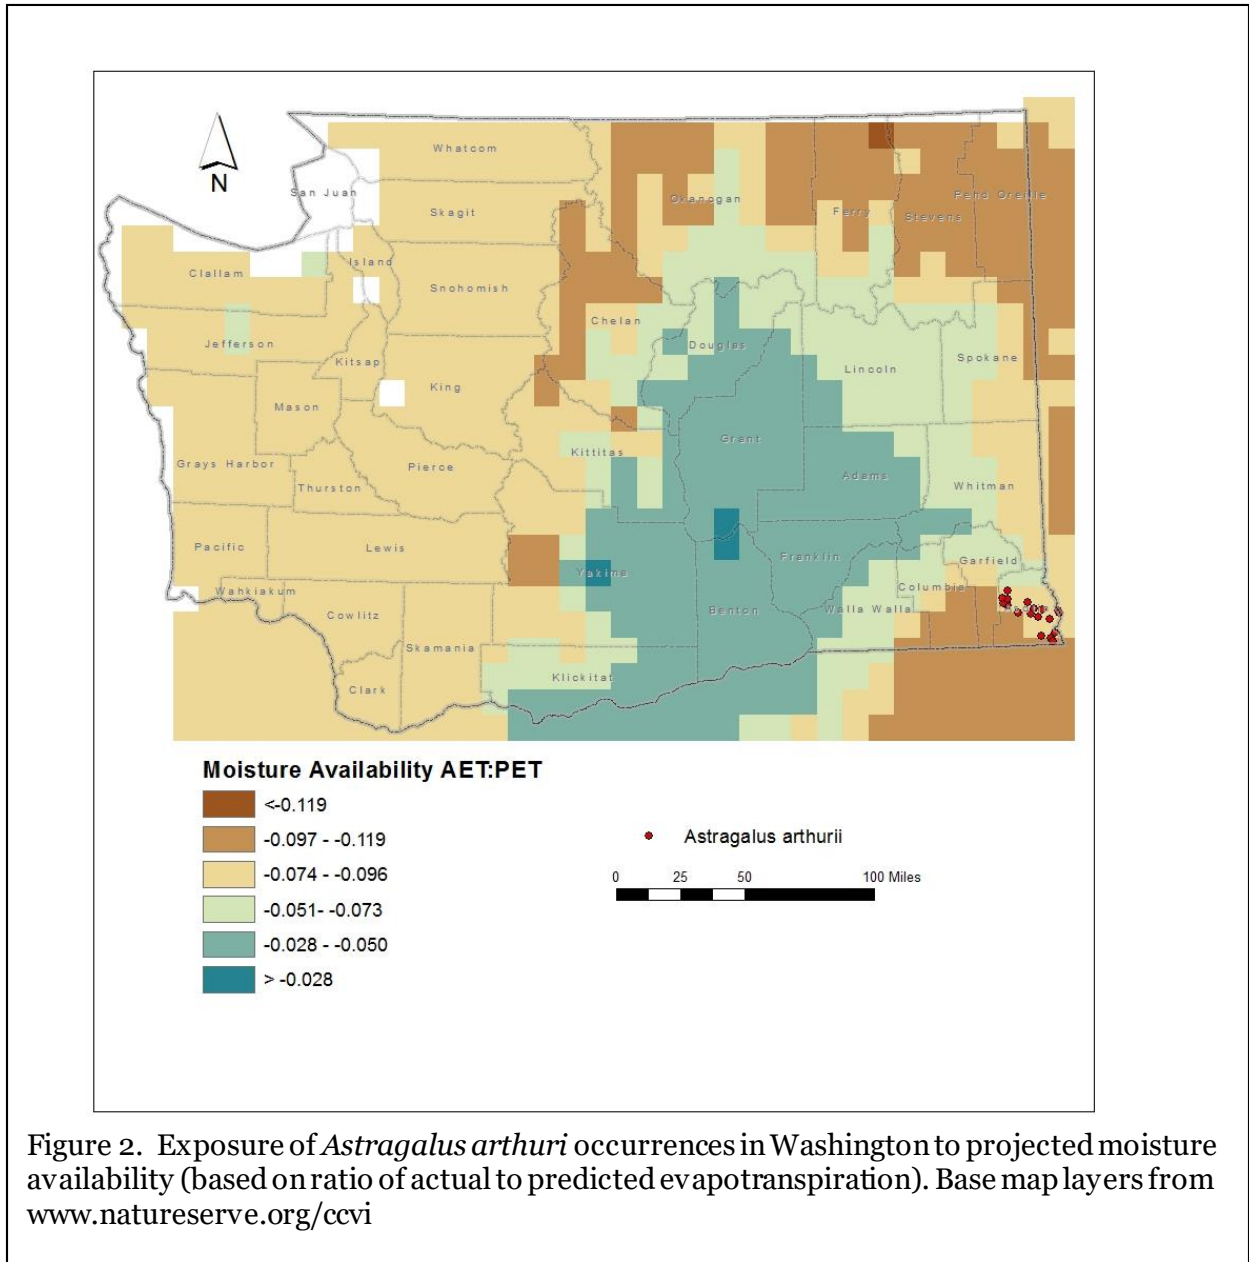 N
Whatcom
San Juan
Skagit
Okanogan
Ferry
Stevens
Pend Oreille
Island
Clallam
Snohomish
Chelan
Jefferson
Kitsap
Douglas
Spokane
Lincoln
King
Mason
Grant
Kittitas
Grays Harbor
Pierce
Adams
Thurston
Whitman
Pacific
Lewis
Franklin
Garfield
Yakima
Columbia
Wahkiakum
Cowlitz
Benton
Walla Walla
Skamania
Klickitat
Clark
Moisture Availability AET:PET
<-0.119
-0.097 - -0.119
-0.074 - -0.096
-0.051- -0.073
-0.028 - -0.050
> -0.028
Astragalus arthurii
0 25 50 100 Miles
Figure 2. Exposure of Astragalus arthuri occurrences in Washington to projected moisture
availability (based on ratio of actual to predicted evapotranspiration). Base map layers from
www.natureserve.org/ccvi